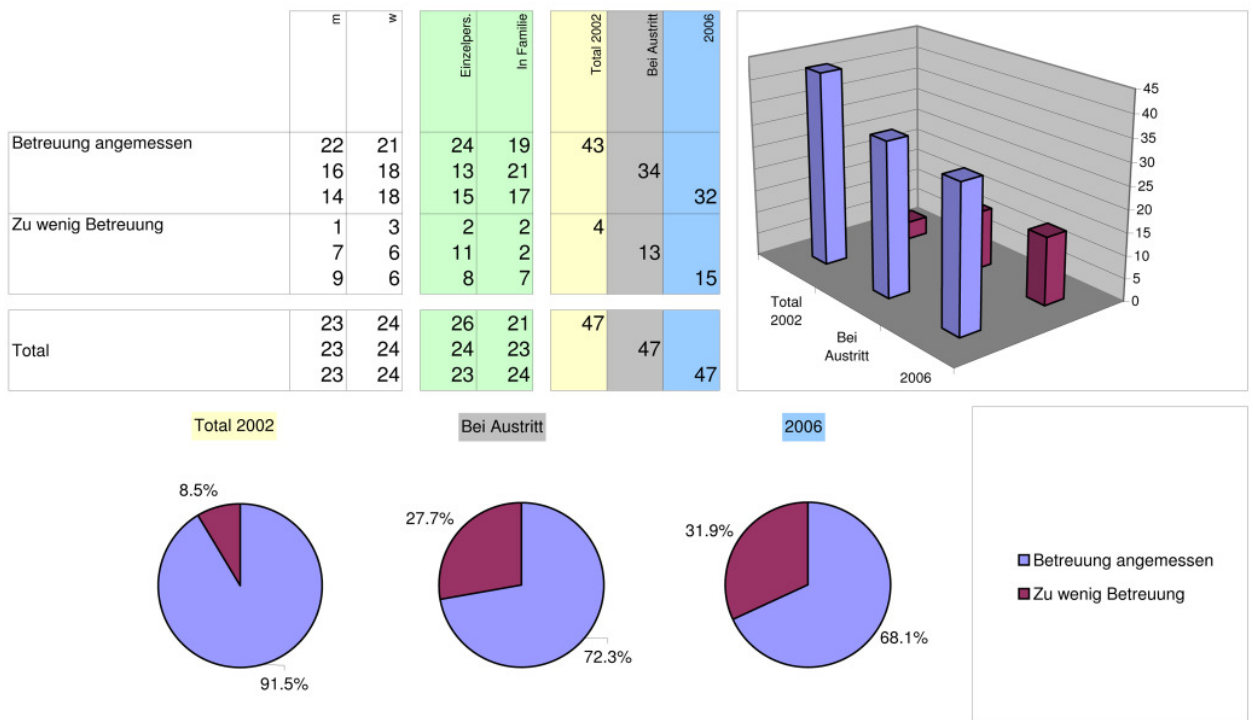 m w Einzelpers. In Familie Total 2002 Bei Austritt 2006
Betreuung angemessen 22 21 24 19 43
16 18 13 21 34
14 18 15 17 32
Zu wenig Betreuung 1 3 2 2 4
7 6 11 2 13
9 6 8 7 15
23 24 26 21 47
Total 23 24 24 23 47
23 24 23 24 47
45
40
35
30
25
20
15
10
5
0
Total
2002
Bei
Austritt
2006
Total 2002 Bei Austritt 2006
8.5%
91.5%
27.7%
72.3%
31.9%
68.1%
Betreuung angemessen
Zu wenig Betreuung